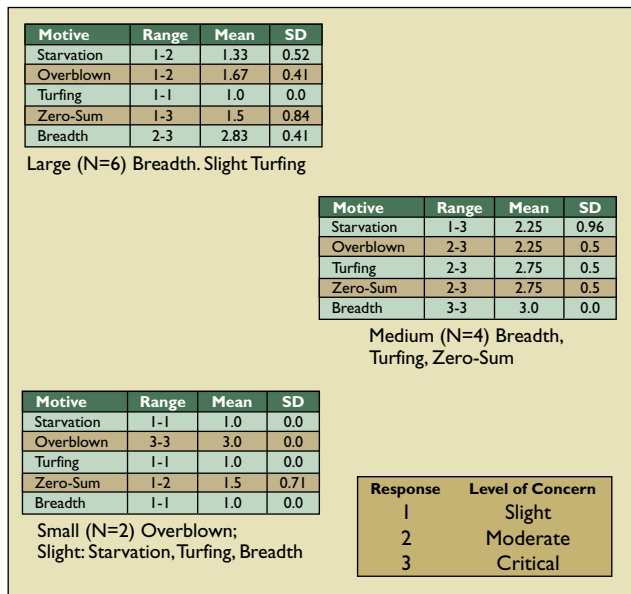 Motive Range Mean SD
Starvation 1-2 1.33 0.52
Overblown 1-2 1.67 0.41
Turfing 1-1 1.0 0.0
Zero-Sum 1-3 1.5 0.84
Breadth 2-3 2.83 0.41
Large (N=6) Breadth. Slight Turfing
Motive Range Mean SD
Starvation 1-3 2.25 0.96
Overblown 2-3 2.25 0.5
Turfing 2-3 2.75 0.5
Zero-Sum 2-3 2.75 0.5
Breadth 3-3 3.0 0.0
Medium (N=4) Breadth,
Turfing, Zero-Sum
Motive Range Mean SD
Starvation 1-1 1.0 0.0
Overblown 3-3 3.0 0.0
Turfing 1-1 1.0 0.0
Zero-Sum 1-2 1.5 0.71
Breadth 1-1 1.0 0.0
Small (N=2) Overblown;
Slight: Starvation, Turfing, Breadth
Response Level of Concern
1 Slight
2 Moderate
3 Critical